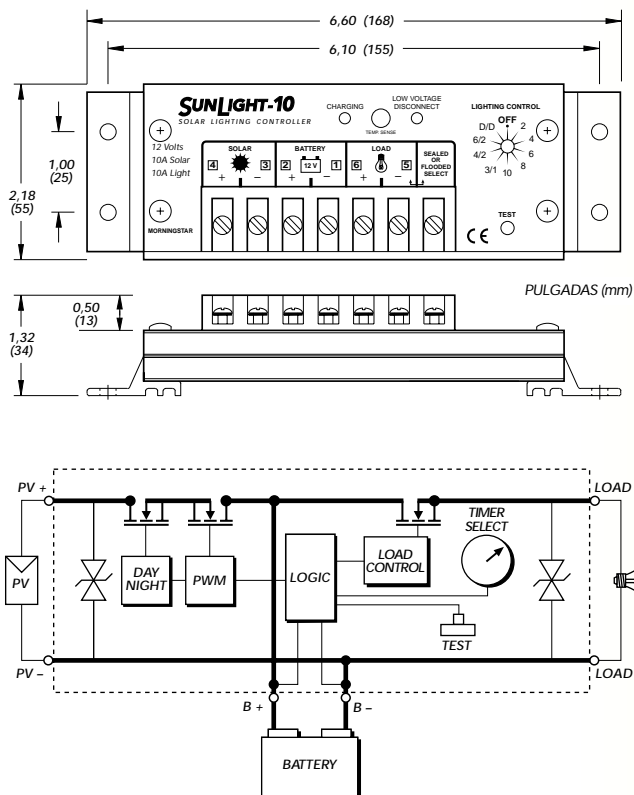 6,60 (168)
6,10 (155)
SUNLIGHT-10
SOLAR LIGHTING CONTROLLER
CHARGING
TEMP. SENSE
LOW VOLTAGE
DISCONNECT
LIGHTING CONTROL
OFF
D/D
2
6/2
4
4/2
6
3/1
10
8
12 Volts
10A Solar
10A Light
SOLAR
BATTERY
LOAD
SEALED
OR
FLOODED
SELECT
4
3
2
12 V
1
6
5
+ – + – + –
1,00
(25)
2,18
(55)
MORNINGSTAR
CE
TEST
PULGADAS (mm)
0,50
(13)
1,32
(34)
PV +
LOAD
TIMER
SELECT
PV
DAY
NIGHT
PWM
LOGIC
LOAD
CONTROL
TEST
PV –
LOAD
B +
B –
BATTERY